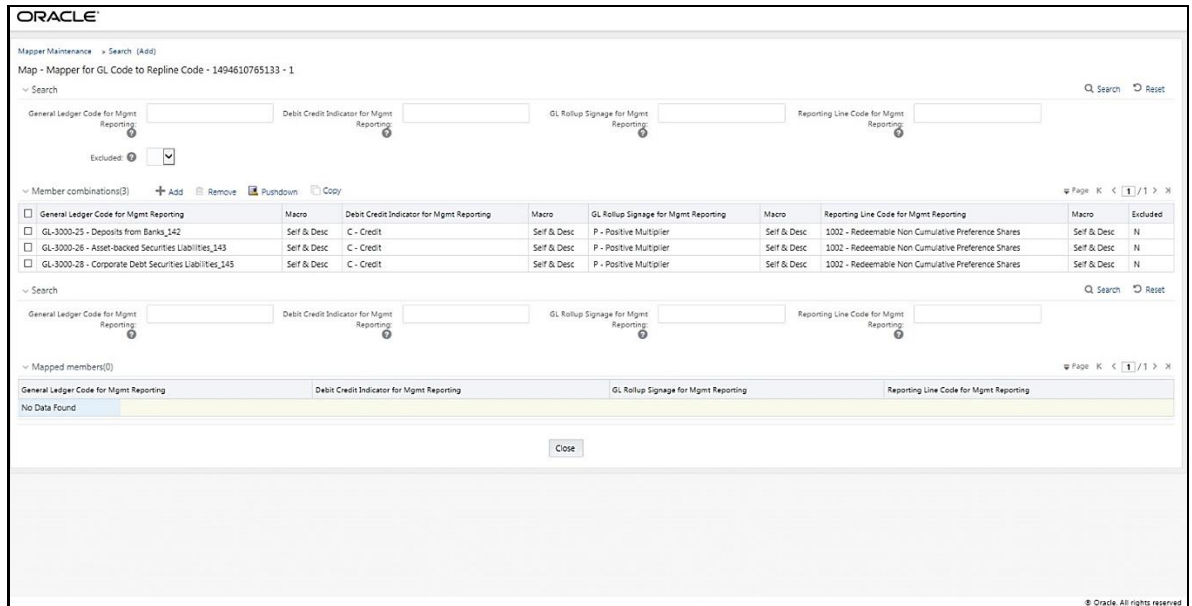 ORACLE
Mapper Maintenance > Search (Add)
Map - Mapper for GL Code to Repline Code - 1494610765133 - 1
Search
Search Reset
General Ledger Code for Mgmt Reporting:
Debit Credit Indicator for Mgmt Reporting:
GL Rollup Signage for Mgmt Reporting:
Reporting Line Code for Mgmt Reporting:
Excluded:
Member combinations(3) Add Remove Pushdown Copy
Page 1 / 1
General Ledger Code for Mgmt Reporting Macro Debit Credit Indicator for Mgmt Reporting Macro GL Rollup Signage for Mgmt Reporting Macro Reporting Line Code for Mgmt Reporting Macro Excluded
GL-3000-25 - Deposits from Banks_142 Self & Desc C - Credit Self & Desc P - Positive Multiplier Self & Desc 1002 - Redeemable Non Cumulative Preference Shares Self & Desc N
GL-3000-26 - Asset-backed Securities Liabilities_143 Self & Desc C - Credit Self & Desc P - Positive Multiplier Self & Desc 1002 - Redeemable Non Cumulative Preference Shares Self & Desc N
GL-3000-28 - Corporate Debt Securities Liabilities_145 Self & Desc C - Credit Self & Desc P - Positive Multiplier Self & Desc 1002 - Redeemable Non Cumulative Preference Shares Self & Desc N
Search
Search Reset
General Ledger Code for Mgmt Reporting:
Debit Credit Indicator for Mgmt Reporting:
GL Rollup Signage for Mgmt Reporting:
Reporting Line Code for Mgmt Reporting:
Mapped members(0)
Page 1 / 1
General Ledger Code for Mgmt Reporting Debit Credit Indicator for Mgmt Reporting GL Rollup Signage for Mgmt Reporting Reporting Line Code for Mgmt Reporting
No Data Found
Close
© Oracle. All rights reserved